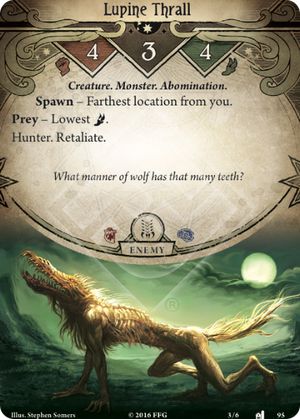 Lupine Thrall
4 3 4
Creature. Monster. Abomination.
Spawn – Farthest location from you.
Prey – Lowest
Hunter. Retaliate.
What manner of wolf has that many teeth?
ENEMY
Illus. Stephen Somers © 2016 FFG 3/6 95